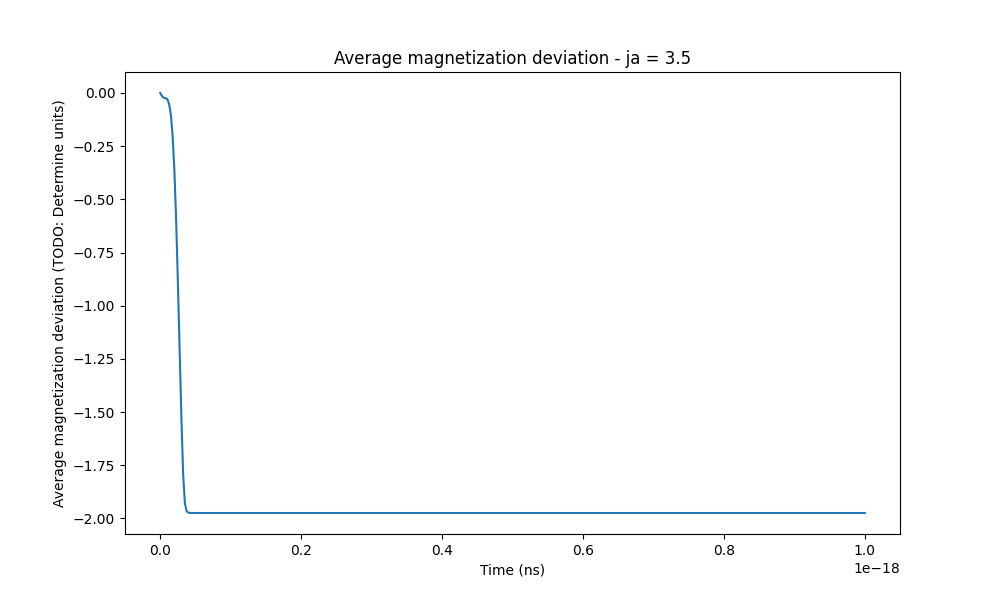 Average magnetization deviation - ja = 3.5
Average magnetization deviation (TODO: Determine units)
0.00
−0.25
−0.50
−0.75
−1.00
−1.25
−1.50
−1.75
−2.00
0.0 0.2 0.4 0.6 0.8 1.0
1e−18
Time (ns)